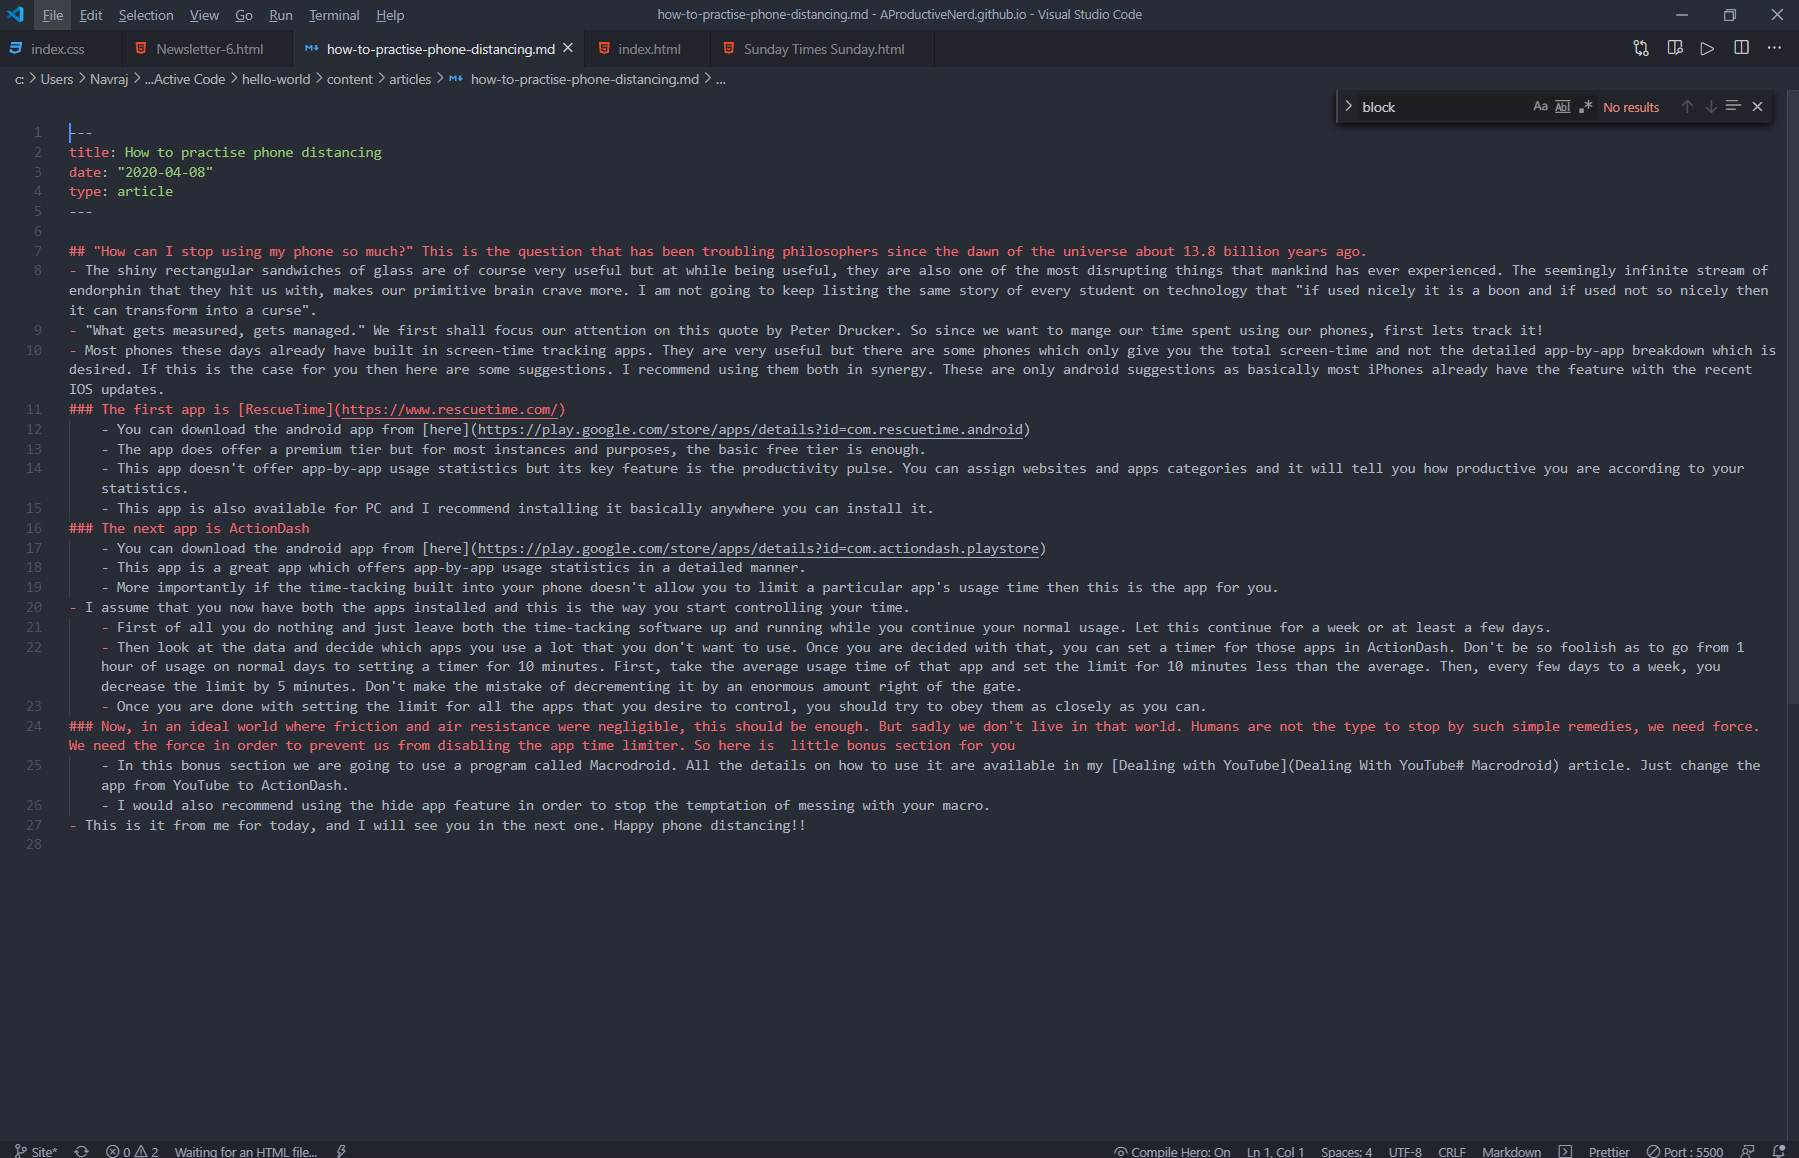 File Edit Selection View Go Run Terminal Help how-to-practise-phone-distancing.md - AProductiveNerd.github.io - Visual Studio Code
index.css Newsletter-6.html how-to-practise-phone-distancing.md index.html Sunday Times Sunday.html
c: > Users > Navraj > ...Active Code > hello-world > content > articles > how-to-practise-phone-distancing.md > ...
block Aa Abl .* No results
1 ---
2 title: How to practise phone distancing
3 date: "2020-04-08"
4 type: article
5 ---
6
7 ## "How can I stop using my phone so much?" This is the question that has been troubling philosophers since the dawn of the universe about 13.8 billion years ago.
8 - The shiny rectangular sandwiches of glass are of course very useful but at while being useful, they are also one of the most disrupting things that mankind has ever experienced. The seemingly infinite stream of
endorphin that they hit us with, makes our primitive brain crave more. I am not going to keep listing the same story of every student on technology that "if used nicely it is a boon and if used not so nicely then
it can transform into a curse".
9 - "What gets measured, gets managed." We first shall focus our attention on this quote by Peter Drucker. So since we want to mange our time spent using our phones, first lets track it!
10 - Most phones these days already have built in screen-time tracking apps. They are very useful but there are some phones which only give you the total screen-time and not the detailed app-by-app breakdown which is
desired. If this is the case for you then here are some suggestions. I recommend using them both in synergy. These are only android suggestions as basically most iPhones already have the feature with the recent
IOS updates.
11 ### The first app is [RescueTime](https://www.rescuetime.com/)
12 - You can download the android app from [here](https://play.google.com/store/apps/details?id=com.rescuetime.android)
13 - The app does offer a premium tier but for most instances and purposes, the basic free tier is enough.
14 - This app doesn't offer app-by-app usage statistics but its key feature is the productivity pulse. You can assign websites and apps categories and it will tell you how productive you are according to your
statistics.
15 - This app is also available for PC and I recommend installing it basically anywhere you can install it.
16 ### The next app is ActionDash
17 - You can download the android app from [here](https://play.google.com/store/apps/details?id=com.actiondash.playstore)
18 - This app is a great app which offers app-by-app usage statistics in a detailed manner.
19 - More importantly if the time-tacking built into your phone doesn't allow you to limit a particular app's usage time then this is the app for you.
20 - I assume that you now have both the apps installed and this is the way you start controlling your time.
21 - First of all you do nothing and just leave both the time-tacking software up and running while you continue your normal usage. Let this continue for a week or at least a few days.
22 - Then look at the data and decide which apps you use a lot that you don't want to use. Once you are decided with that, you can set a timer for those apps in ActionDash. Don't be so foolish as to go from 1
hour of usage on normal days to setting a timer for 10 minutes. First, take the average usage time of that app and set the limit for 10 minutes less than the average. Then, every few days to a week, you
decrease the limit by 5 minutes. Don't make the mistake of decrementing it by an enormous amount right of the gate.
23 - Once you are done with setting the limit for all the apps that you desire to control, you should try to obey them as closely as you can.
24 ### Now, in an ideal world where friction and air resistance were negligible, this should be enough. But sadly we don't live in that world. Humans are not the type to stop by such simple remedies, we need force.
We need the force in order to prevent us from disabling the app time limiter. So here is  little bonus section for you
25 - In this bonus section we are going to use a program called Macrodroid. All the details on how to use it are available in my [Dealing with YouTube](Dealing With YouTube# Macrodroid) article. Just change the
app from YouTube to ActionDash.
26 - I would also recommend using the hide app feature in order to stop the temptation of messing with your macro.
27 - This is it from me for today, and I will see you in the next one. Happy phone distancing!!
28
Site* 0 2 Waiting for an HTML file... Compile Hero: On Ln 1, Col 1 Spaces: 4 UTF-8 CRLF Markdown Prettier Port : 5500